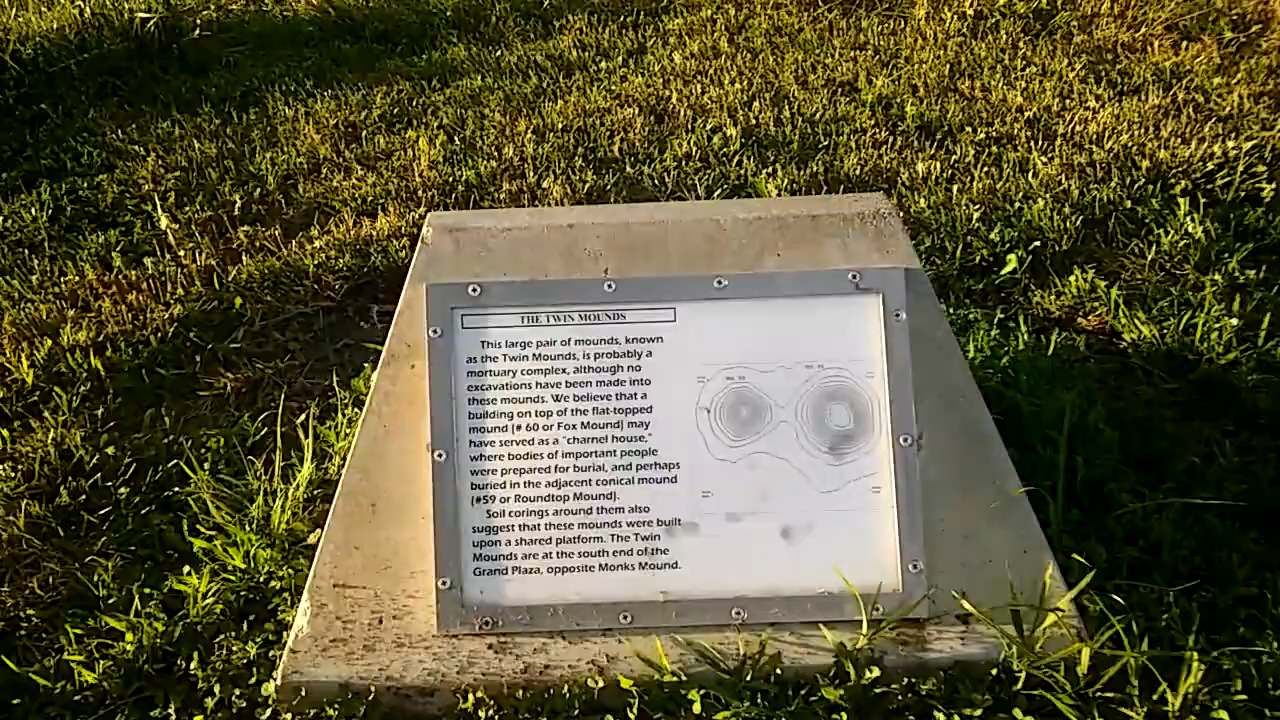 THE TWIN MOUNDS
This large pair of mounds, known
as the Twin Mounds, is probably a
mortuary complex, although no
excavations have been made into
these mounds. We believe that a
building on top of the flat-topped
mound (# 60 or Fox Mound) may
have served as a "charnel house,"
where bodies of important people
were prepared for burial, and perhaps
buried in the adjacent conical mound
(#59 or Roundtop Mound).
Soil corings around them also
suggest that these mounds were built
upon a shared platform. The Twin
Mounds are at the south end of the
Grand Plaza, opposite Monks Mound.